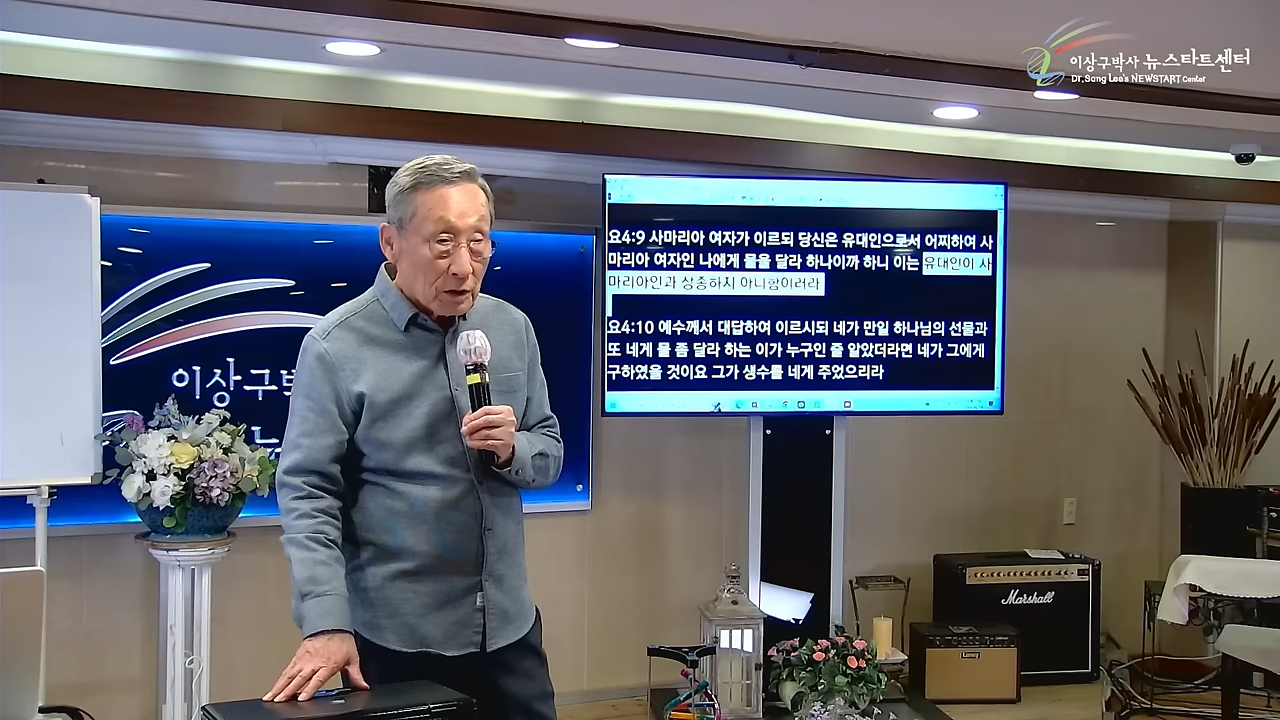 이상구박사 뉴스타트센터
Dr.Sang Lee's NEWSTART Center
요4:9 사마리아 여자가 이르되 당신은 유대인으로서 어찌하여 사
마리아 여자인 나에게 물을 달라 하나이까 하니 이는 유대인이 사
마리아인과 상종하지 아니함이러라
요4:10 예수께서 대답하여 이르시되 네가 만일 하나님의 선물과
또 네게 물 좀 달라 하는 이가 누구인 줄 알았더라면 네가 그에게
구하였을 것이요 그가 생수를 네게 주었으리라
이상구
Marshall
Laney